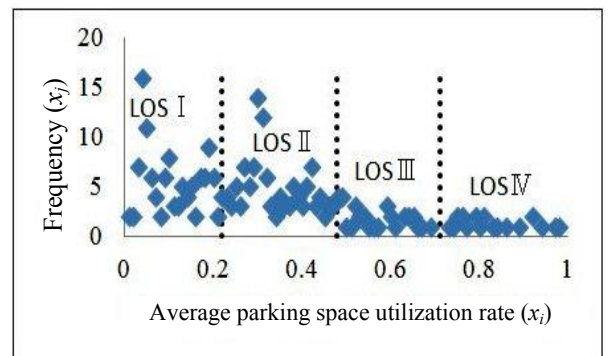 20
15
10
5
0
Frequency (xj)
LOS Ⅰ
LOS Ⅱ
LOS Ⅲ
LOS Ⅳ
0 0.2 0.4 0.6 0.8 1
Average parking space utilization rate (xi)